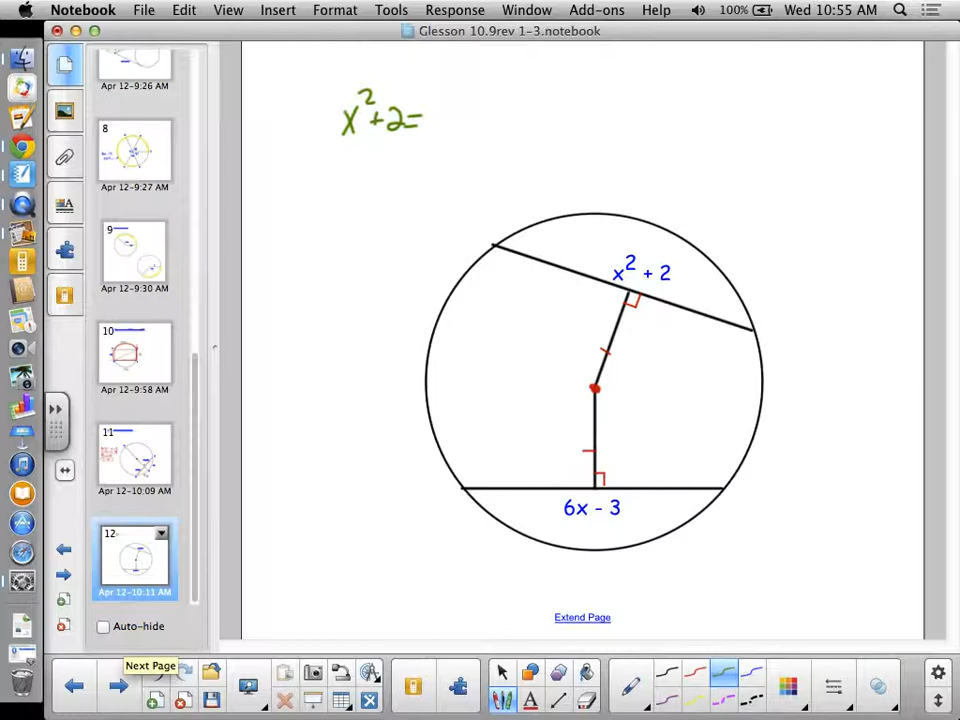 Notebook File Edit View Insert Format Tools Response Window Add-ons Help 100% Wed 10:55 AM
Glesson 10.9rev 1-3.notebook
Apr 12-9:26 AM
8
Apr 12-9:27 AM
9
Apr 12-9:30 AM
10
Apr 12-9:58 AM
11
Apr 12-10:09 AM
12
Apr 12-10:11 AM
Auto-hide
Next Page
x²+2=
x² + 2
6x - 3
Extend Page